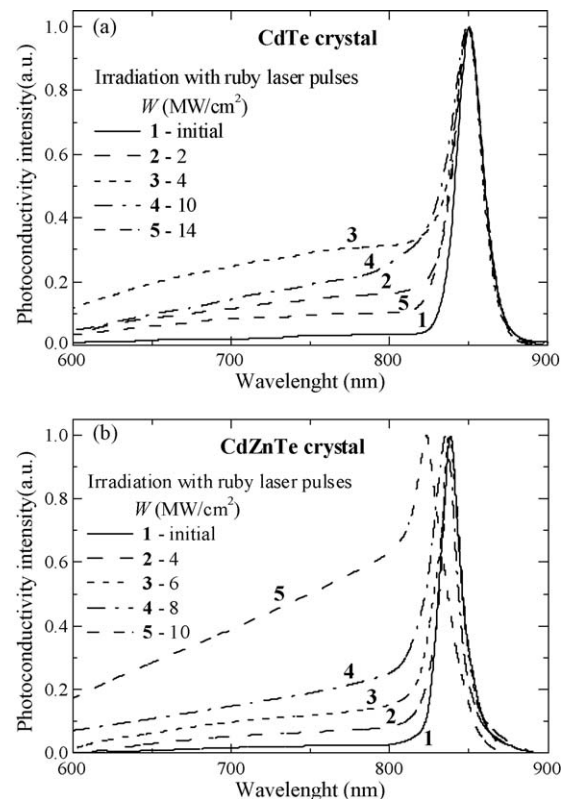 (a)
CdTe crystal
Irradiation with ruby laser pulses
W (MW/cm²)
1 - initial
2 - 2
3 - 4
4 - 10
5 - 14
3
4
2
5
1
1.0
0.8
0.6
0.4
0.2
0.0
600
700
800
900
Photoconductivity intensity(a.u.)
Wavelenght (nm)
(b)
CdZnTe crystal
Irradiation with ruby laser pulses
W (MW/cm²)
1 - initial
2 - 4
3 - 6
4 - 8
5 - 10
5
4
3
2
1
1.0
0.8
0.6
0.4
0.2
0.0
600
700
800
900
Photoconductivity intensity(a.u.)
Wavelenght (nm)